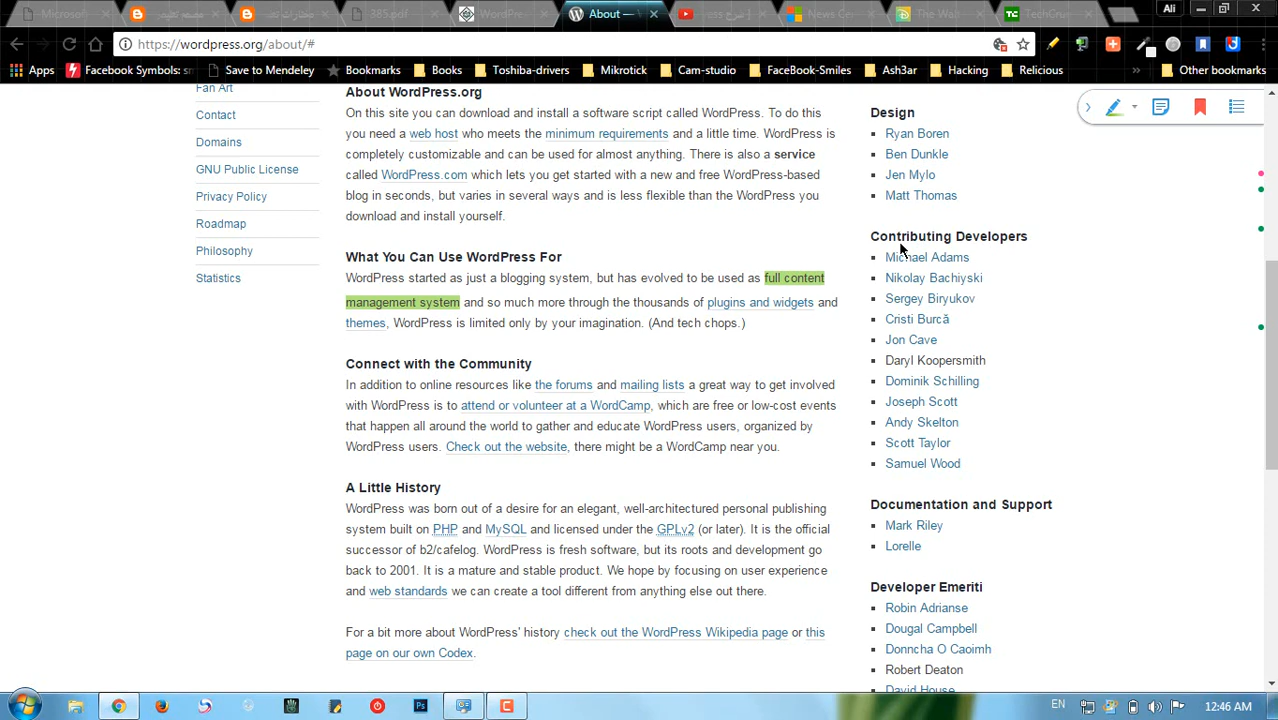 Microsoft
385.pdf
WordPr
About —
News C
The Wa
TechCru
Ali
https://wordpress.org/about/#
Apps
Facebook Symbols: sm
Save to Mendeley
Bookmarks
Books
Toshiba-drivers
Mikrotick
Cam-studio
FaceBook-Smiles
Ash3ar
Hacking
Relicious
»
Other bookmarks
Fan Art
Contact
Domains
GNU Public License
Privacy Policy
Roadmap
Philosophy
Statistics
About WordPress.org
On this site you can download and install a software script called WordPress. To do this
you need a web host who meets the minimum requirements and a little time. WordPress is
completely customizable and can be used for almost anything. There is also a service
called WordPress.com which lets you get started with a new and free WordPress-based
blog in seconds, but varies in several ways and is less flexible than the WordPress you
download and install yourself.
What You Can Use WordPress For
WordPress started as just a blogging system, but has evolved to be used as full content
management system and so much more through the thousands of plugins and widgets and
themes, WordPress is limited only by your imagination. (And tech chops.)
Connect with the Community
In addition to online resources like the forums and mailing lists a great way to get involved
with WordPress is to attend or volunteer at a WordCamp, which are free or low-cost events
that happen all around the world to gather and educate WordPress users, organized by
WordPress users. Check out the website, there might be a WordCamp near you.
A Little History
WordPress was born out of a desire for an elegant, well-architectured personal publishing
system built on PHP and MySQL and licensed under the GPLv2 (or later). It is the official
successor of b2/cafelog. WordPress is fresh software, but its roots and development go
back to 2001. It is a mature and stable product. We hope by focusing on user experience
and web standards we can create a tool different from anything else out there.
For a bit more about WordPress' history check out the WordPress Wikipedia page or this
page on our own Codex.
Design
Ryan Boren
Ben Dunkle
Jen Mylo
Matt Thomas
Contributing Developers
Michael Adams
Nikolay Bachiyski
Sergey Biryukov
Cristi Burcă
Jon Cave
Daryl Koopersmith
Dominik Schilling
Joseph Scott
Andy Skelton
Scott Taylor
Samuel Wood
Documentation and Support
Mark Riley
Lorelle
Developer Emeriti
Robin Adrianse
Dougal Campbell
Donncha O Caoimh
Robert Deaton
David House
EN
12:46 AM